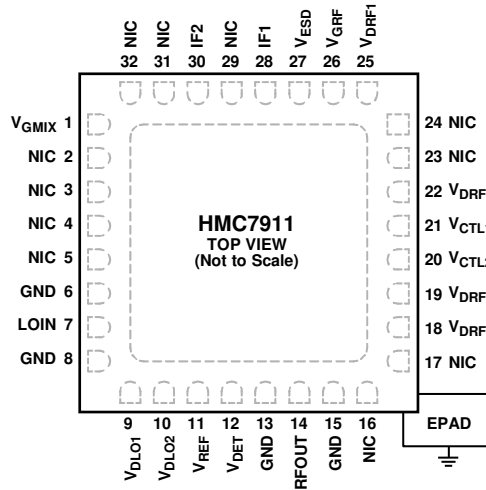 32 NIC
31 NIC
30 IF2
29 NIC
28 IF1
27 VESD
26 VGRF
25 VDRF1
VGMIX 1
NIC 2
NIC 3
NIC 4
NIC 5
GND 6
LOIN 7
GND 8
HMC7911
TOP VIEW
(Not to Scale)
24 NIC
23 NIC
22 VDRF
21 VCTL
20 VCTL
19 VDRF
18 VDRF
17 NIC
9 VDLO1
10 VDLO2
11 VREF
12 VDET
13 GND
14 RFOUT
15 GND
16 NIC
EPAD